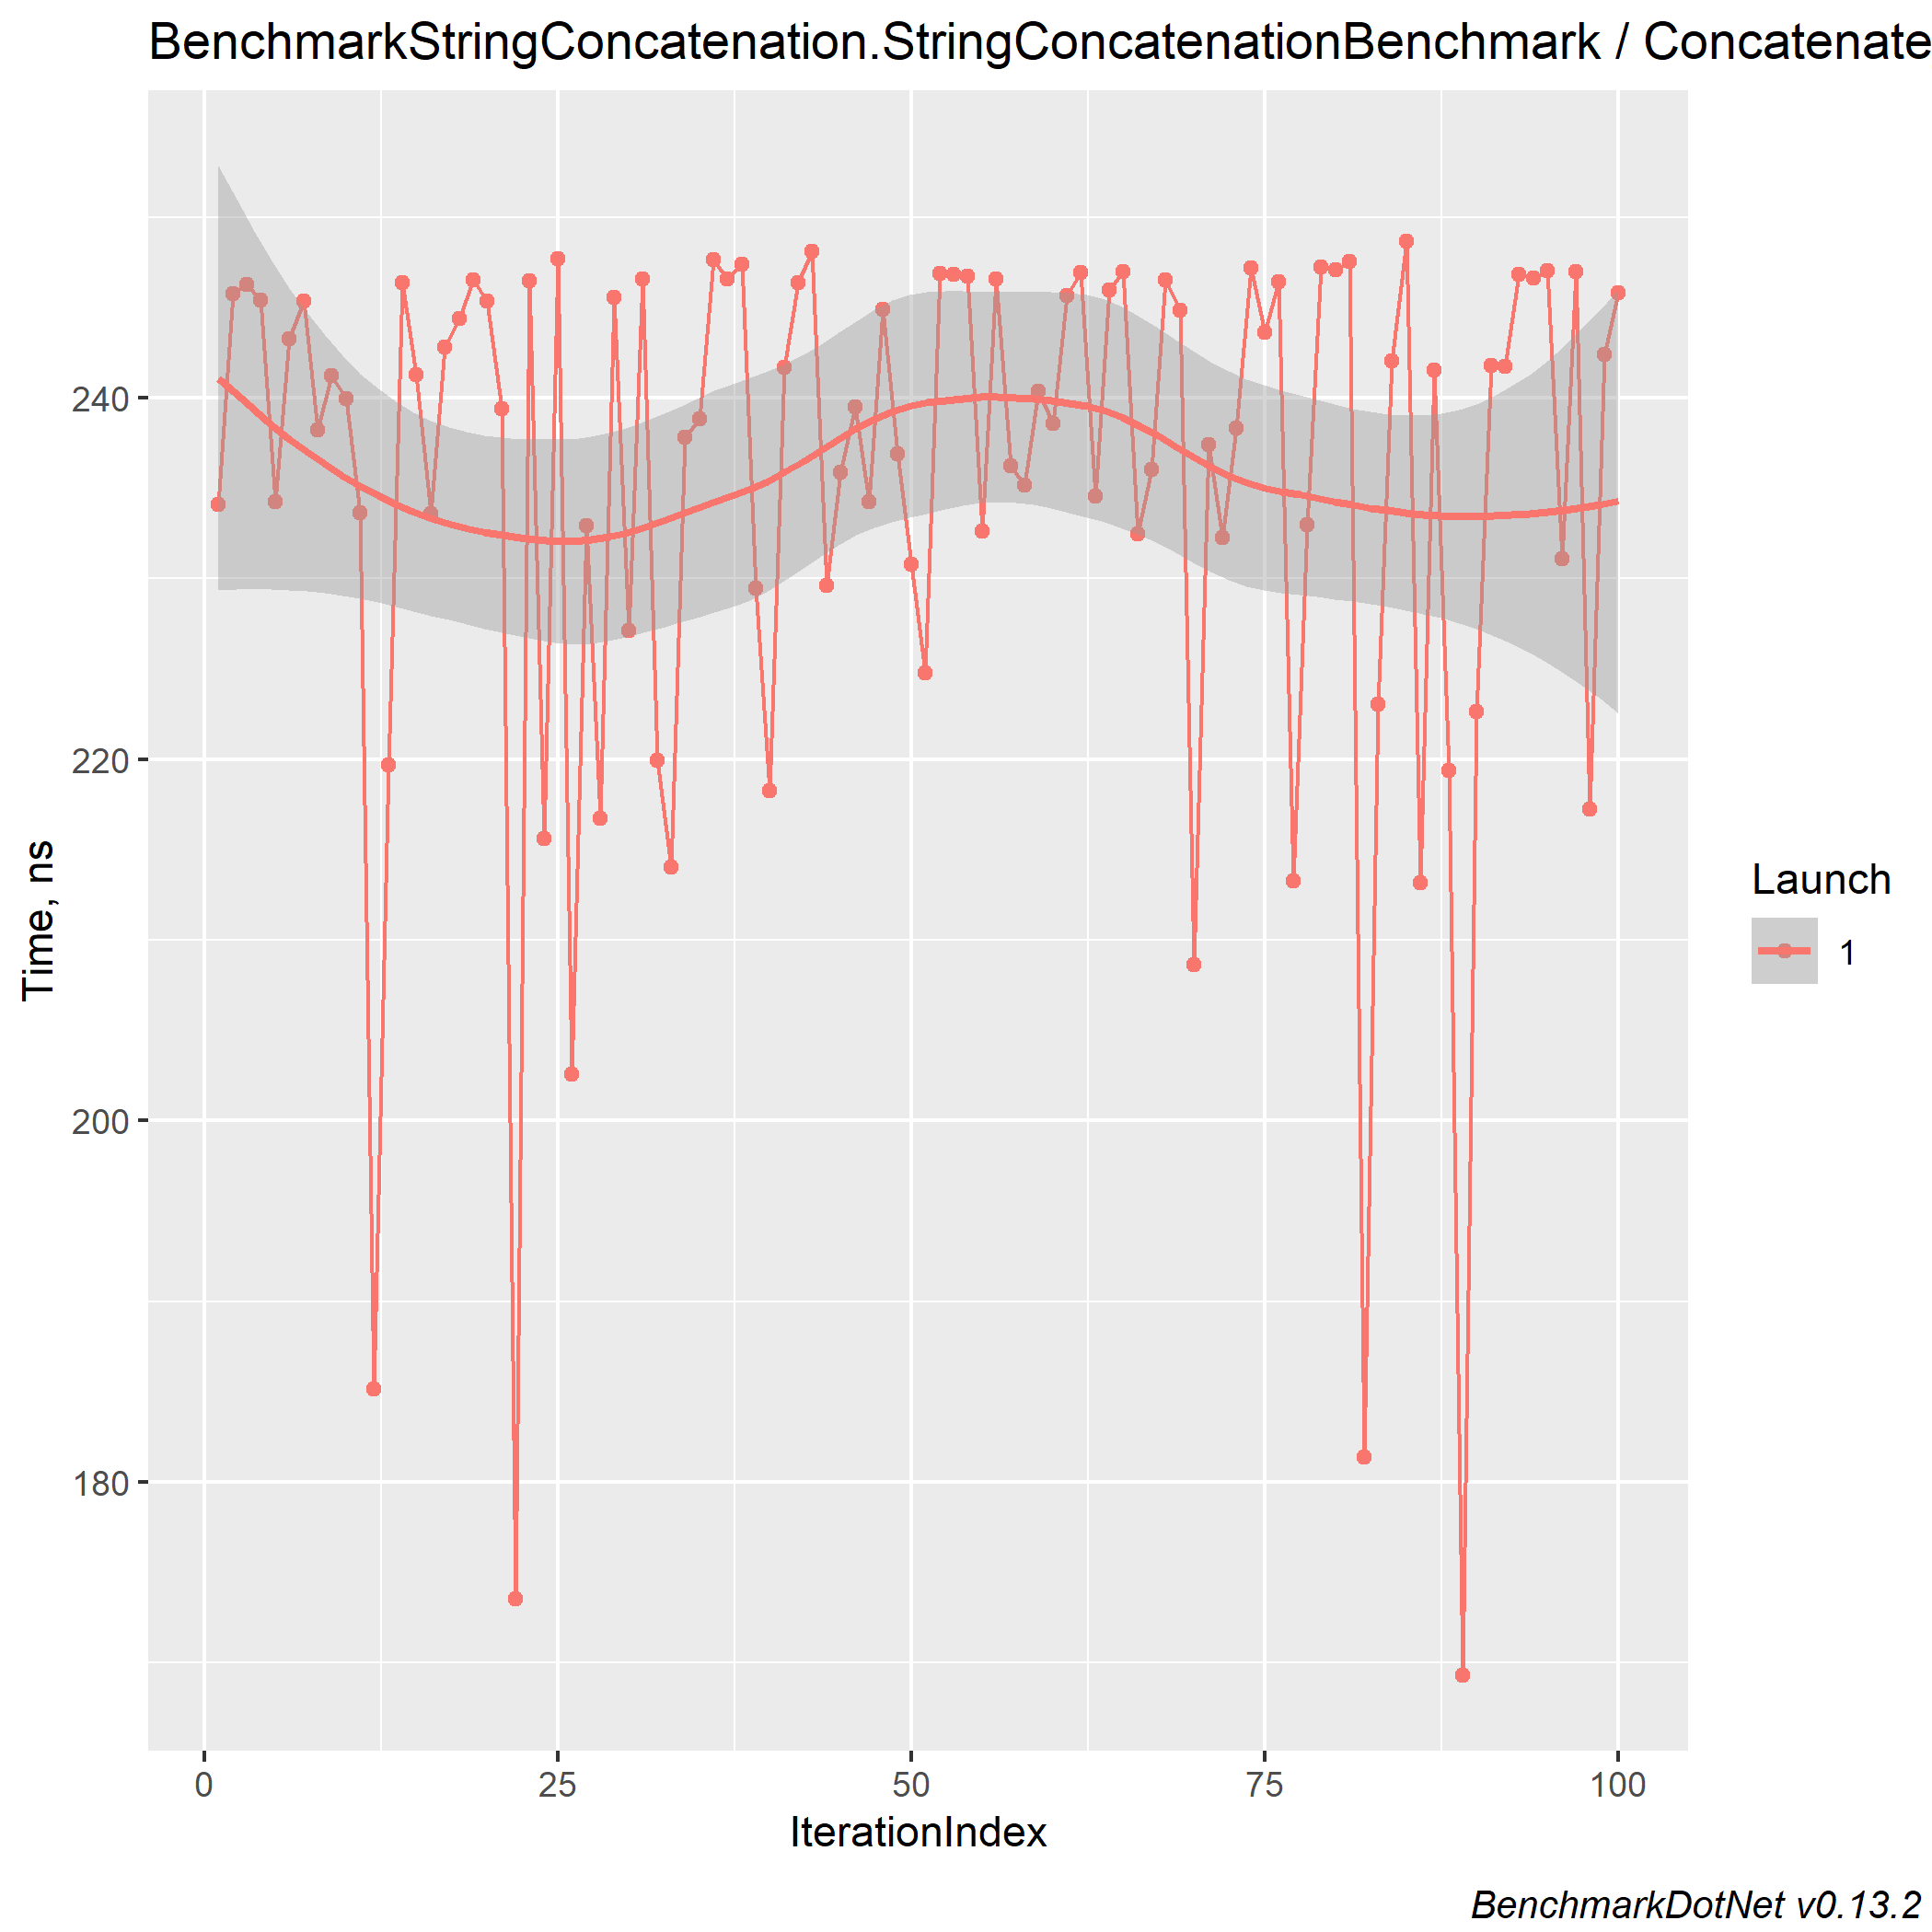 BenchmarkStringConcatenation.StringConcatenationBenchmark / Concatenate
Time, ns
240
220
200
180
0 25 50 75 100
IterationIndex
Launch
1
BenchmarkDotNet v0.13.2